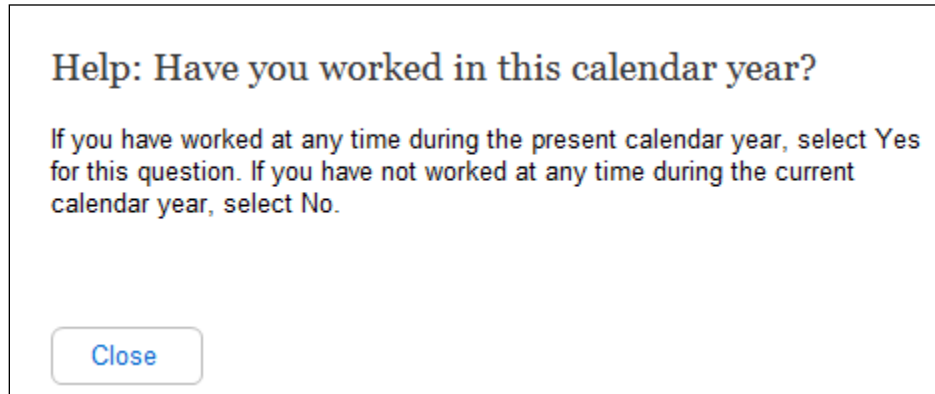 Help: Have you worked in this calendar year?
If you have worked at any time during the present calendar year, select Yes
for this question. If you have not worked at any time during the current
calendar year, select No.
Close